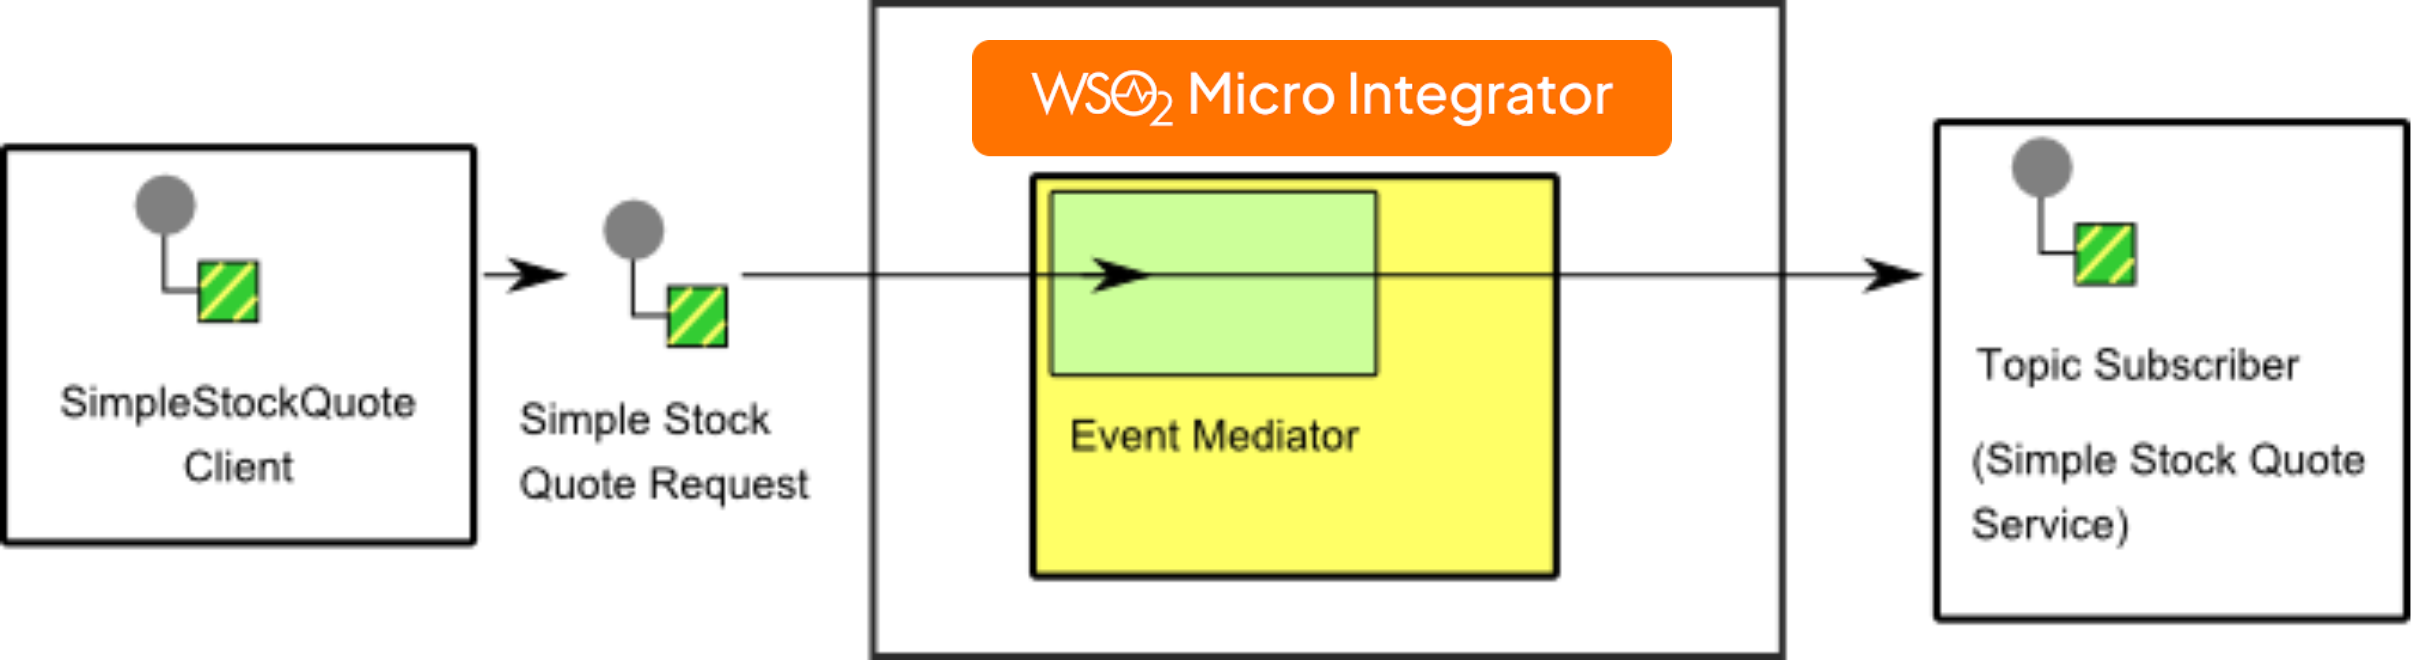 WSO2 Micro Integrator
SimpleStockQuote
Client
Simple Stock
Quote Request
Event Mediator
Topic Subscriber
(Simple Stock Quote
Service)